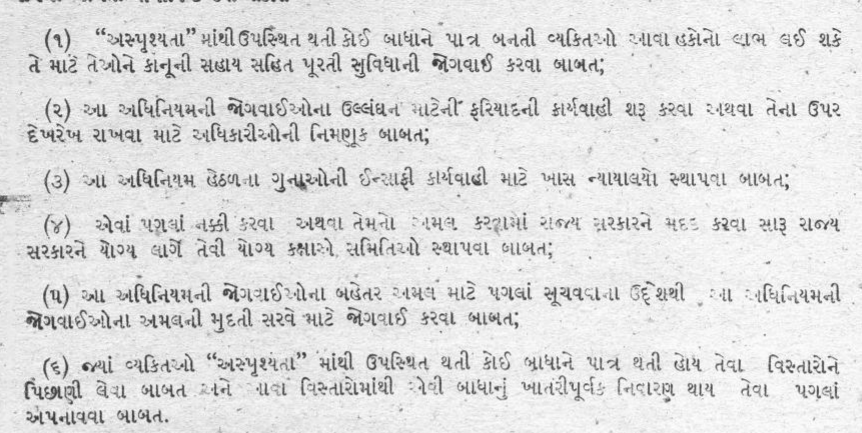 (૧) “અસ્પૃશ્યતા” માંથી ઉપસ્થિત થતી કોઈ બાધાને પાત્ર બનતી વ્યકિતઓ આવા હકોનો લાભ લઈ શકે
તે માટે તેઓને કાનૂની સહાય સહિત પૂરતી સુવિધાની જોગવાઈ કરવા બાબત;
(૨) આ અધિનિયમની જોગવાઈઓના ઉલ્લંઘન માટેની ફરિયાદની કાર્યવાહી શરૂ કરવા અથવા તેના ઉપર
દેખરેખ રાખવા માટે અધિકારીઓની નિમણૂક બાબત;
(૩) આ અધિનિયમ હેઠળના ગુનાઓની ઈન્સાફી કાર્યવાહી માટે ખાસ ન્યાયાલયો સ્થાપવા બાબત;
(૪) એવાં પગલાં નક્કી કરવા અથવા તેમનો અમલ કરવામાં રાજ્ય સરકારને મદદ કરવા સારૂ રાજ્ય
સરકારને યોગ્ય લાગે તેવી યોગ્ય કક્ષાએ સમિતિઓ સ્થાપવા બાબત;
(૫) આ અધિનિયમની જોગવાઈઓના બહેતર અમલ માટે પગલાં સૂચવવાના ઉદ્દેશથી આ અધિનિયમની
જોગવાઈઓના અમલની મુદતી સરવે માટે જોગવાઈ કરવા બાબત;
(૬) જ્યાં વ્યકિતઓ “અસ્પૃશ્યતા” માંથી ઉપસ્થિત થતી કોઈ બાધાને પાત્ર થતી હોય તેવા વિસ્તારોને
પિછાણી લેવા બાબત અને આવા વિસ્તારોમાંથી એવી બાધાનું ખાતરીપૂર્વક નિવારણ થાય તેવા પગલાં
અપનાવવા બાબત.